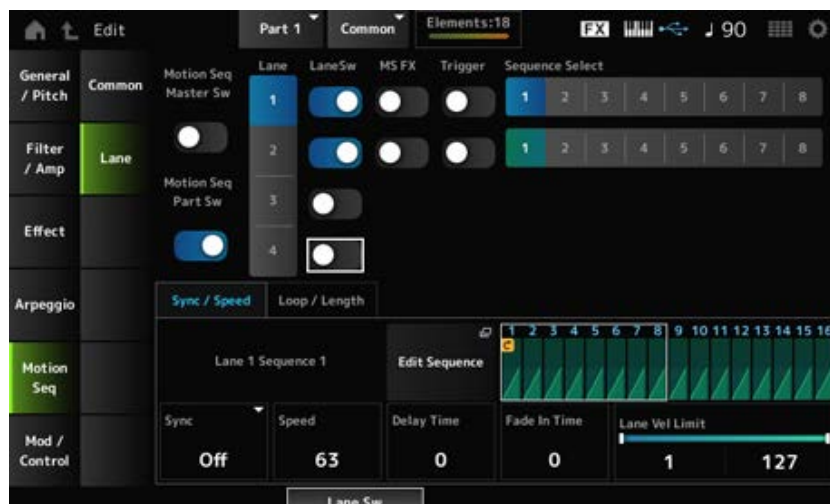 Edit
Part 1
Common
Elements:18
FX
♩ 90
General
/ Pitch
Filter
/ Amp
Effect
Arpeggio
Motion
Seq
Mod /
Control
Common
Lane
Motion Seq
Master Sw
Motion Seq
Part Sw
Lane LaneSw MS FX Trigger Sequence Select
1 1 2 3 4 5 6 7 8
2 1 2 3 4 5 6 7 8
3
4
Sync / Speed Loop / Length
Lane 1 Sequence 1
Edit Sequence
1 2 3 4 5 6 7 8 9 10 11 12 13 14 15 16
C
Sync Speed Delay Time Fade In Time Lane Vel Limit
Off 63 0 0 1 127
Lane Sw